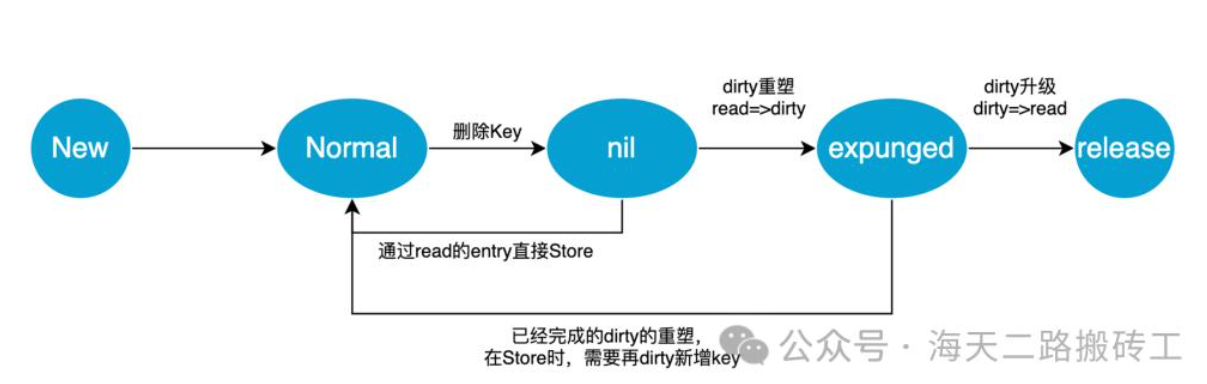 dirty重塑
read=>dirty
dirty升级
dirty=>read
New
Normal
删除Key
nil
expunged
release
通过read的entry直接Store
已经完成的dirty的重塑，
在Store时，需要再dirty新增key
公众号 · 海天二路搬砖工